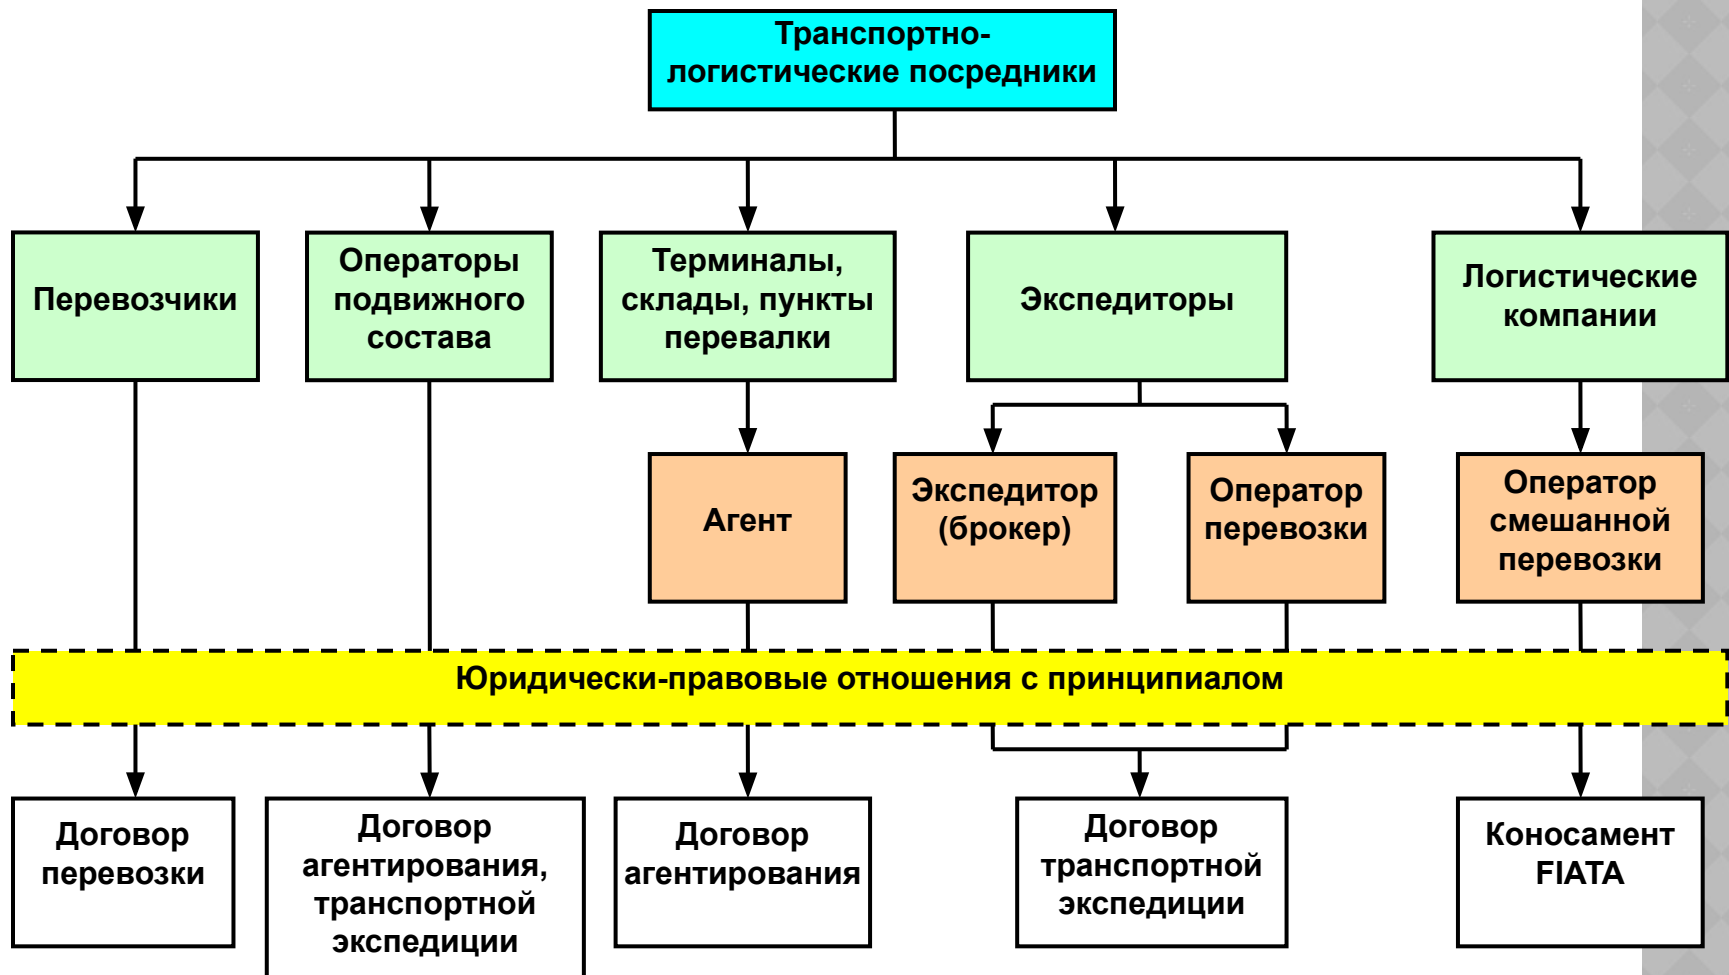 Транспортно-
логистические посредники
Перевозчики
Операторы
подвижного
состава
Терминалы,
склады, пункты
перевалки
Экспедиторы
Логистические
компании
Агент
Экспедитор
(брокер)
Оператор
перевозки
Оператор
смешанной
перевозки
Юридически-правовые отношения с принципиалом
Договор
перевозки
Договор
агентирования,
транспортной
экспедиции
Договор
агентирования
Договор
транспортной
экспедиции
Коносамент
FIATA